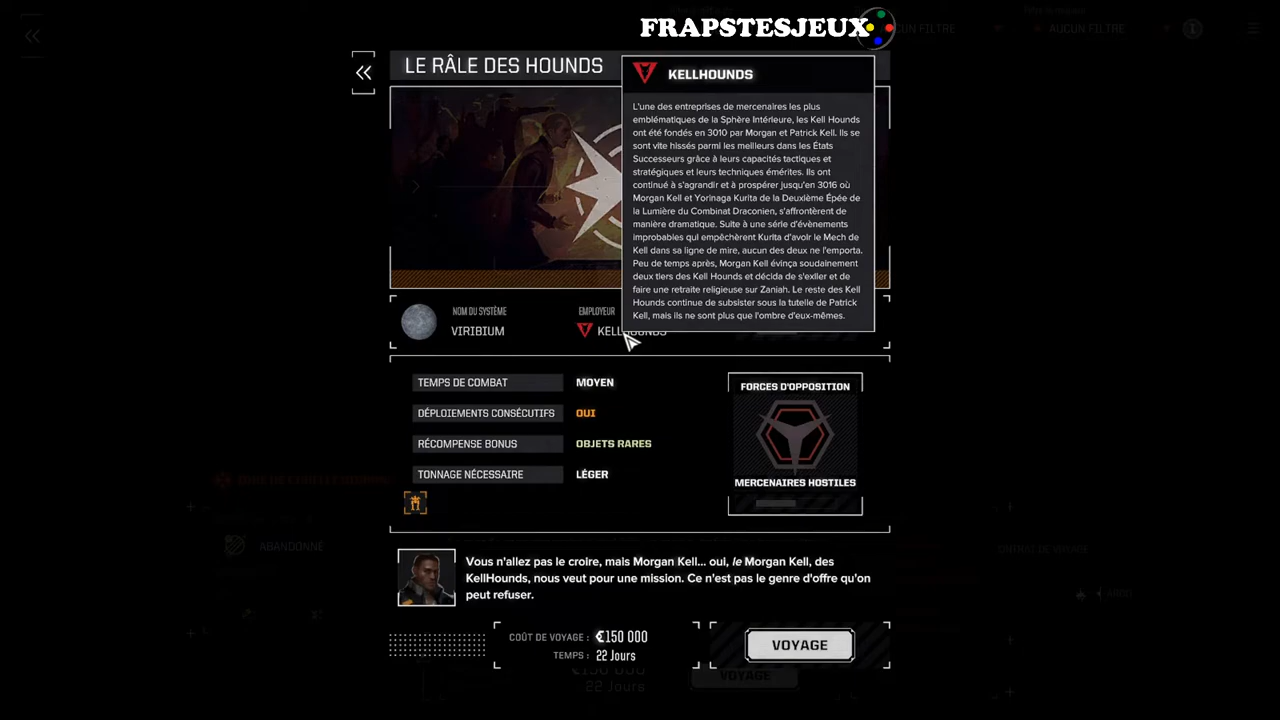 FRAPSTESJEUX
AUCUN FILTRE
LE RÂLE DES HOUNDS
KELLHOUNDS
L'une des entreprises de mercenaires les plus
emblématiques de la Sphère Intérieure, les Kell Hounds
ont été fondés en 3010 par Morgan et Patrick Kell. Ils se
sont vite hissés parmi les meilleurs dans les États
Successeurs grâce à leurs capacités tactiques et
stratégiques et leurs techniques émérites. Ils ont
continué à s'agrandir et à prospérer jusqu'en 3016 où
Morgan Kell et Yorinaga Kurita de la Deuxième Épée de
la Lumière du Combinat Draconien, s'affrontèrent de
manière dramatique. Suite à une série d'évènements
improbables qui empêchèrent Kurita d'avoir le Mech de
Kell dans sa ligne de mire, aucun des deux ne l'emporta.
Peu de temps après, Morgan Kell évinça soudainement
deux tiers des Kell Hounds et décida de s'exiler et de
faire une retraite religieuse sur Zaniah. Le reste des Kell
Hounds continue de subsister sous la tutelle de Patrick
Kell, mais ils ne sont plus que l'ombre d'eux-mêmes.
NOM DU SYSTÈME
VIRIBIUM
EMPLOYEUR
KELLHOUNDS
TEMPS DE COMBAT MOYEN
DÉPLOIEMENTS CONSÉCUTIFS OUI
RÉCOMPENSE BONUS OBJETS RARES
TONNAGE NÉCESSAIRE LÉGER
FORCES D'OPPOSITION
MERCENAIRES HOSTILES
ABANDONNÉ
Vous n'allez pas le croire, mais Morgan Kell... oui, le Morgan Kell, des
KellHounds, nous veut pour une mission. Ce n'est pas le genre d'offre qu'on
peut refuser.
COÛT DE VOYAGE : 150 000
TEMPS : 22 Jours
VOYAGE
22 Jours
VOYAGE